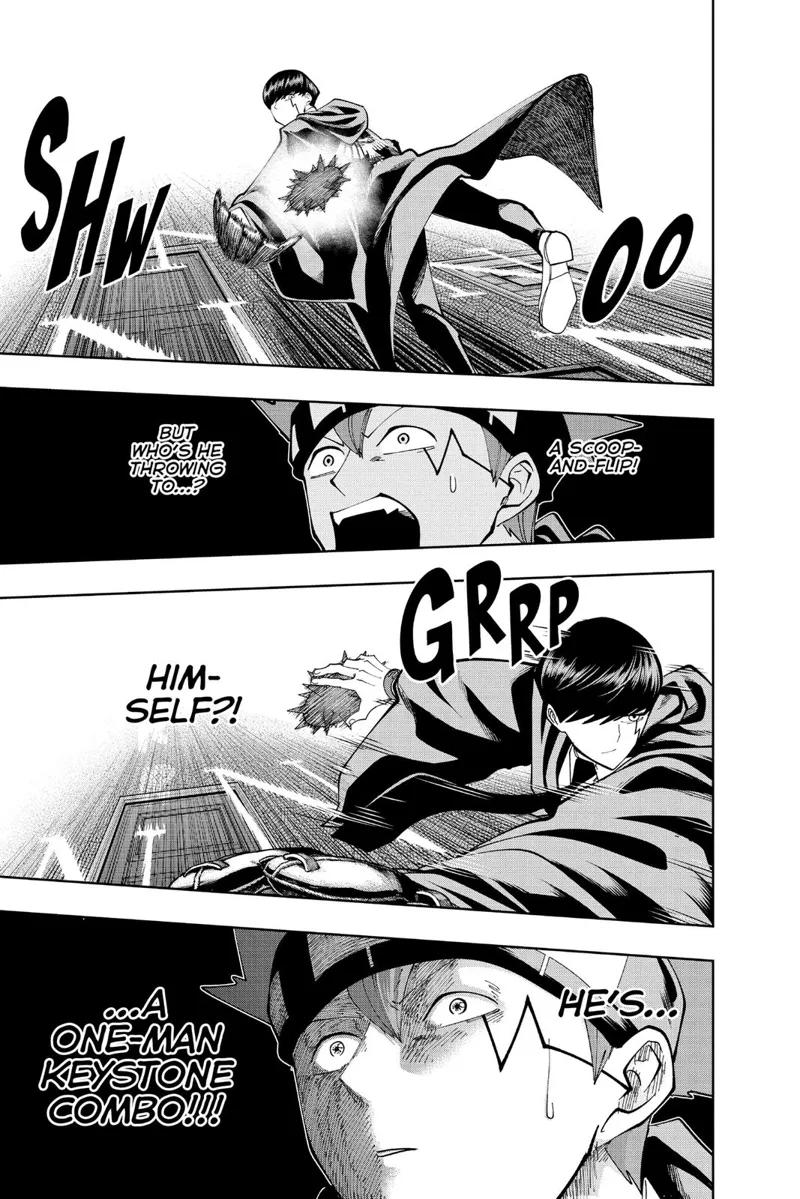 SHW
OO
A SCOOP-
AND-FLIP!
BUT
WHO'S HE
THROWING
TO...?
GRRP
HIM-
SELF?!
HE'S...
...A
ONE-MAN
KEYSTONE
COMBO!!!